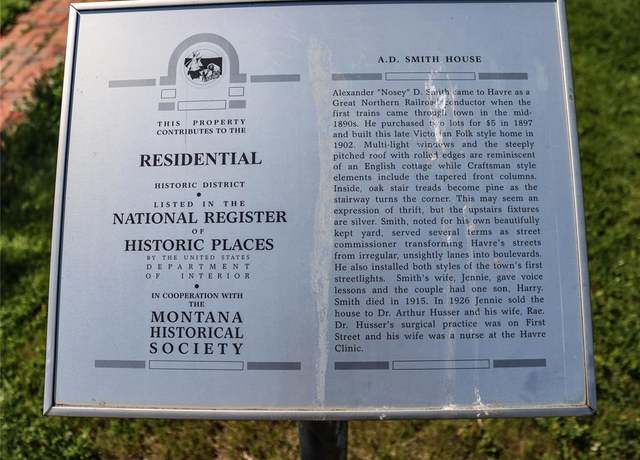 THIS PROPERTY
CONTRIBUTES TO THE
RESIDENTIAL
HISTORIC DISTRICT
LISTED IN THE
NATIONAL REGISTER
OF
HISTORIC PLACES
BY THE UNITED STATES
DEPARTMENT
OF INTERIOR
IN COOPERATION WITH
THE
MONTANA
HISTORICAL
SOCIETY
A.D. SMITH HOUSE
Alexander "Nosey" D. Smith came to Havre as a
Great Northern Railroad conductor when the
first trains came through town in the mid-
1890s. He purchased two lots for $5 in 1897
and built this late Victorian Folk style home in
1902. Multi-light windows and the steeply
pitched roof with rolled edges are reminiscent
of an English cottage while Craftsman style
elements include the tapered front columns.
Inside, oak stair treads become pine as the
stairway turns the corner. This may seem an
expression of thrift, but the upstairs fixtures
are silver. Smith, noted for his own beautifully
kept yard, served several terms as street
commissioner transforming Havre's streets
from irregular, unsightly lanes into boulevards.
He also installed both styles of the town's first
streetlights. Smith's wife, Jennie, gave voice
lessons and the couple had one son, Harry.
Smith died in 1915. In 1926 Jennie sold the
house to Dr. Arthur Husser and his wife, Rae.
Dr. Husser's surgical practice was on First
Street and his wife was a nurse at the Havre
Clinic.